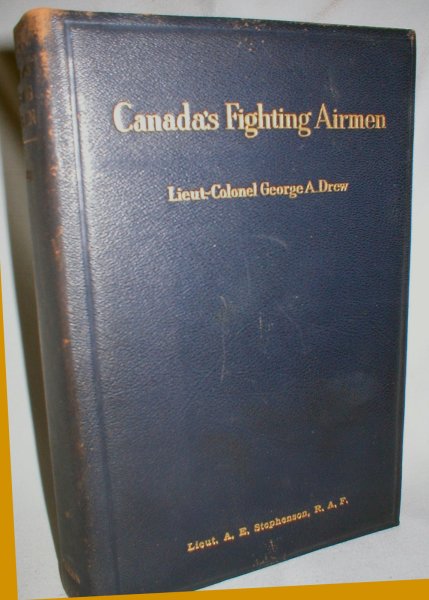 Canada's Fighting Airmen
Lieut.-Colonel George A. Drew
Lieut. A. E. Stephenson, R. A. F.